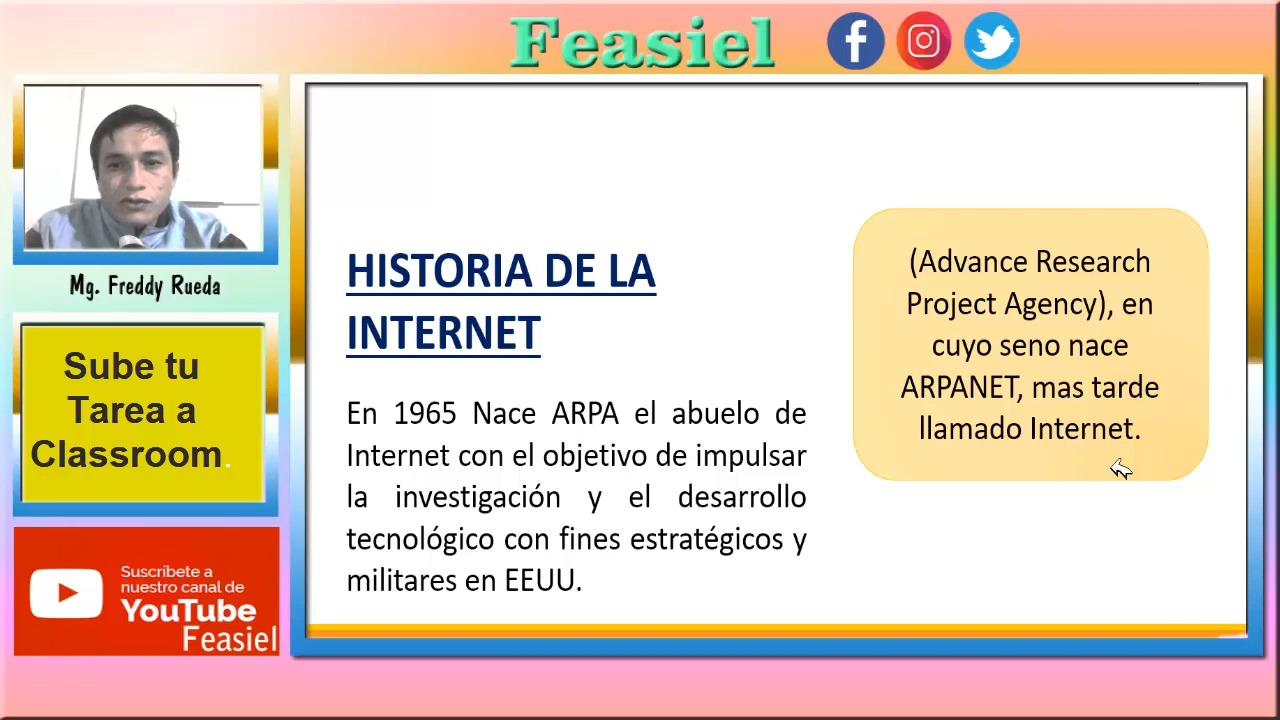 Feasiel
Mg. Freddy Rueda
Sube tu
Tarea a
Classroom.
Suscríbete a
nuestro canal de
YouTube
Feasiel
HISTORIA DE LA
INTERNET
En 1965 Nace ARPA el abuelo de
Internet con el objetivo de impulsar
la investigación y el desarrollo
tecnológico con fines estratégicos y
militares en EEUU.
(Advance Research
Project Agency), en
cuyo seno nace
ARPANET, mas tarde
llamado Internet.